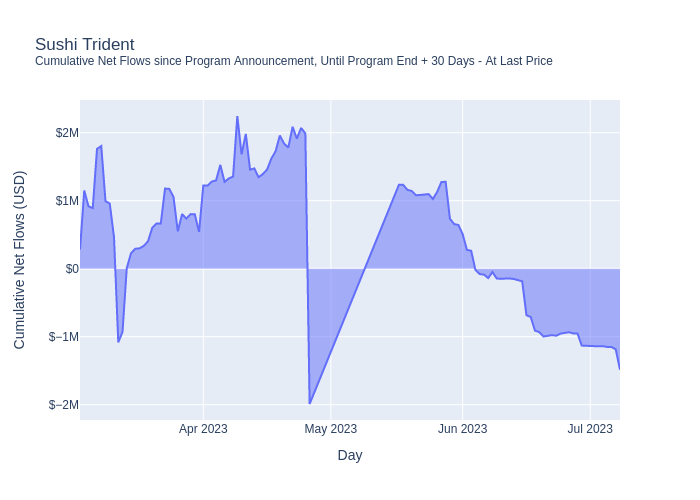 Sushi Trident
Cumulative Net Flows since Program Announcement, Until Program End + 30 Days - At Last Price
$2M
$1M
$0
$−1M
$−2M
Cumulative Net Flows (USD)
Apr 2023
May 2023
Jun 2023
Jul 2023
Day